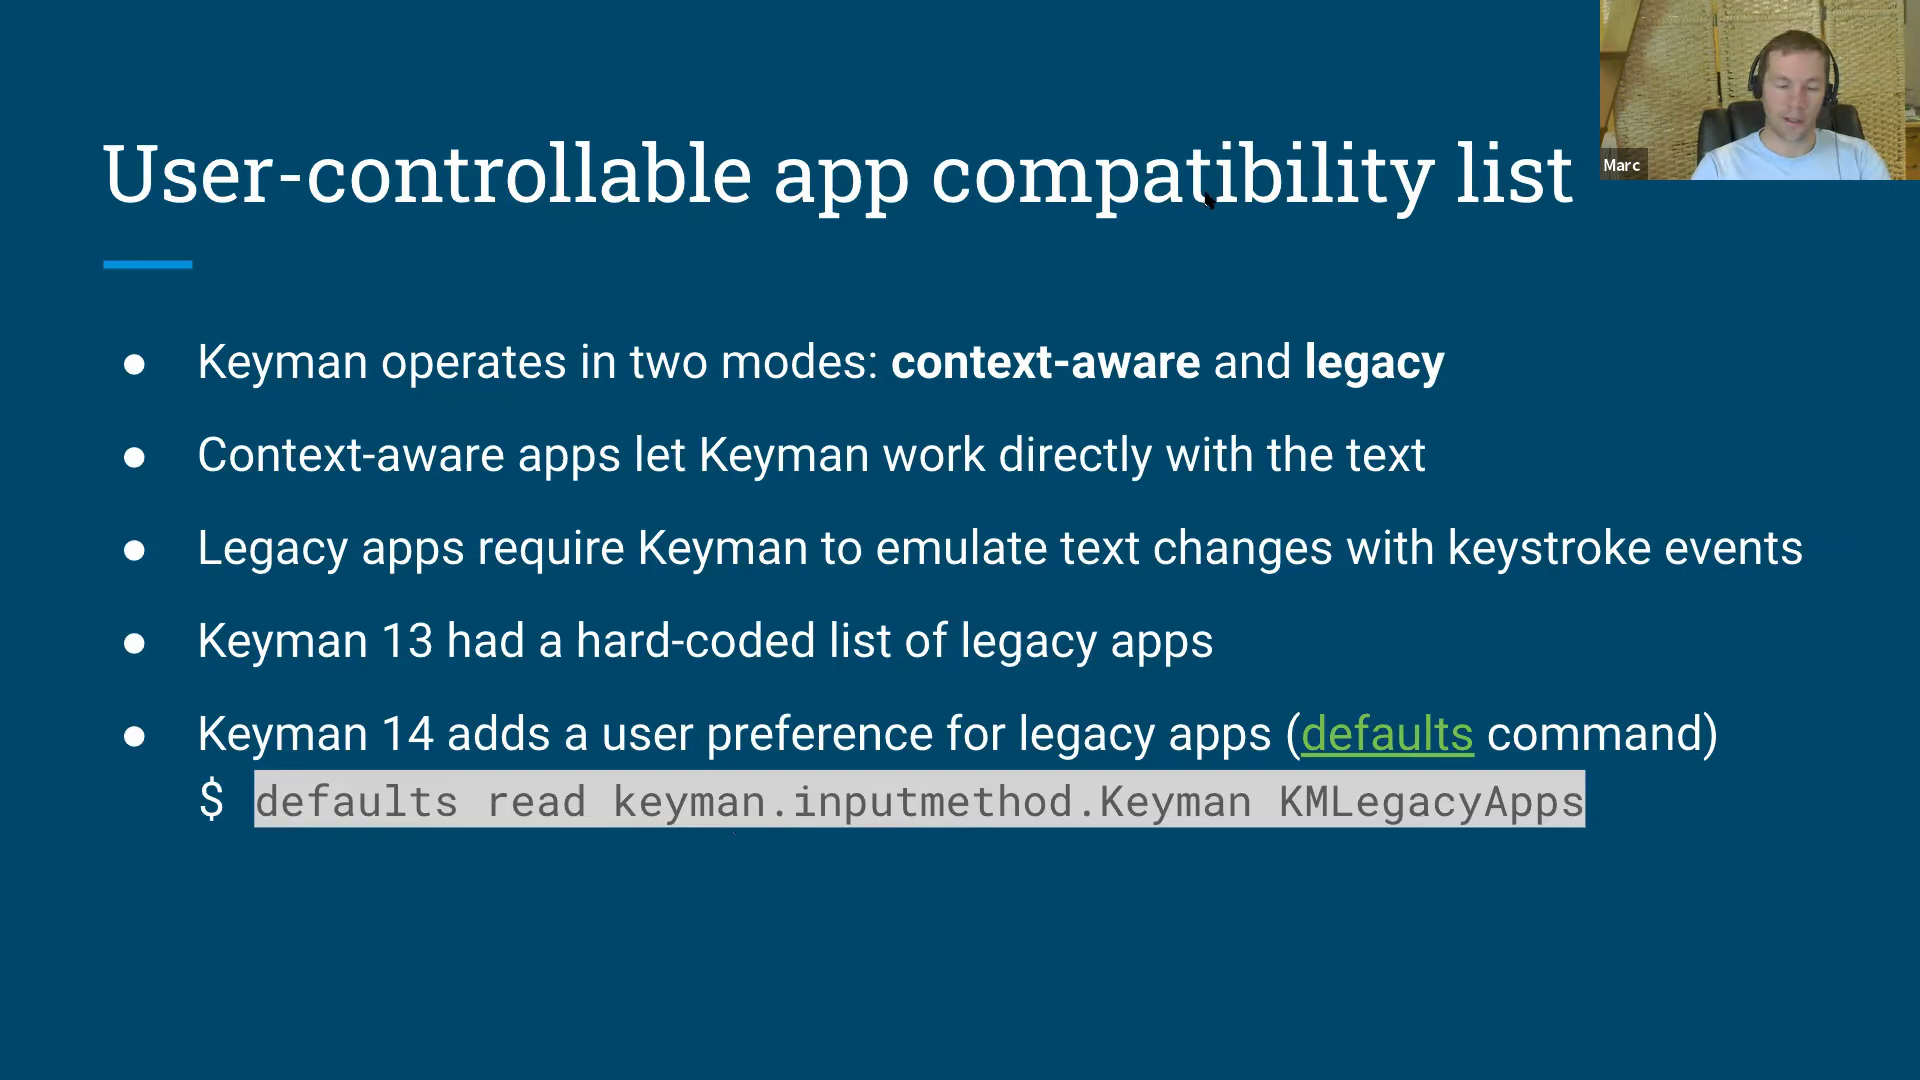 User-controllable app compatibility list
Marc
● Keyman operates in two modes: context-aware and legacy
● Context-aware apps let Keyman work directly with the text
● Legacy apps require Keyman to emulate text changes with keystroke events
● Keyman 13 had a hard-coded list of legacy apps
● Keyman 14 adds a user preference for legacy apps (defaults command)
$ defaults read keyman.inputmethod.Keyman KMLegacyApps